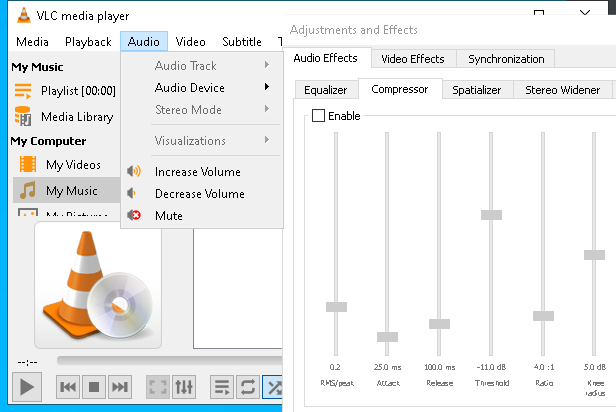 VLC media player
Media Playback Audio Video Subtitle T
My Music
Playlist [00:00]
Media Library
My Computer
My Videos
My Music
My Pictures
Audio Track
Audio Device
Stereo Mode
Visualizations
Increase Volume
Decrease Volume
Mute
--:--
Adjustments and Effects
Audio Effects Video Effects Synchronization
Equalizer Compressor Spatializer Stereo Widener
Enable
0.2 25.0 ms 100.0 ms -11.0 dB 4.0 :1 5.0 dB
RMS/peak Attack Release Threshold Ratio Knee
radius